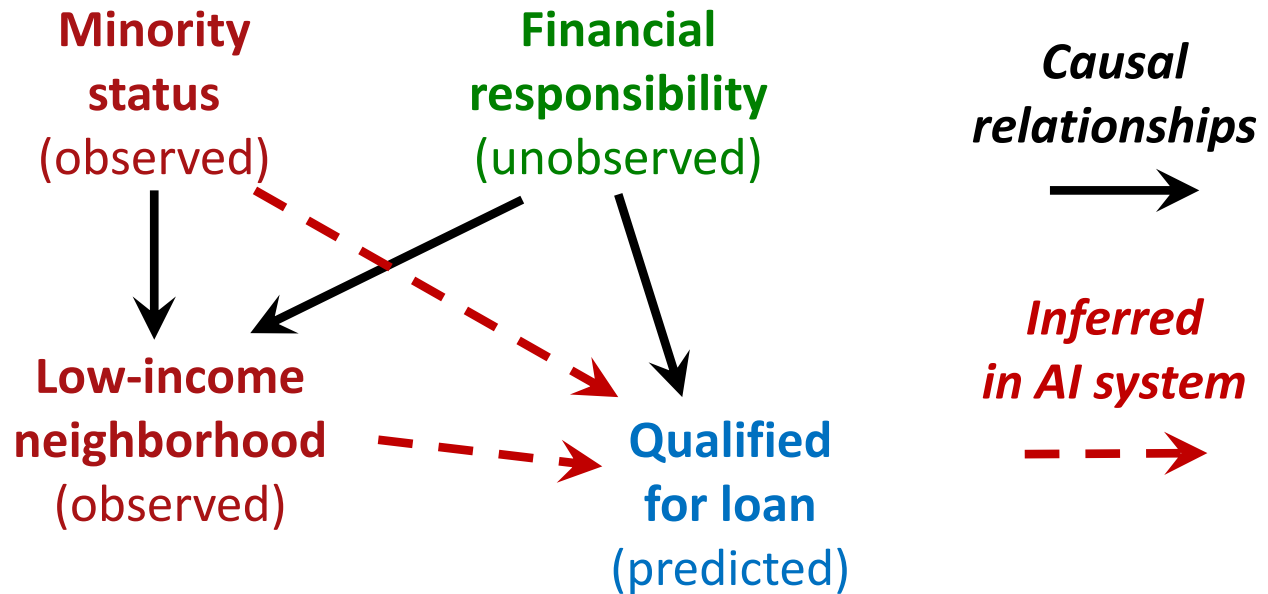 Minority
status
(observed)
Financial
responsibility
(unobserved)
Causal
relationships
Low-income
neighborhood
(observed)
Qualified
for loan
(predicted)
Inferred
in AI system